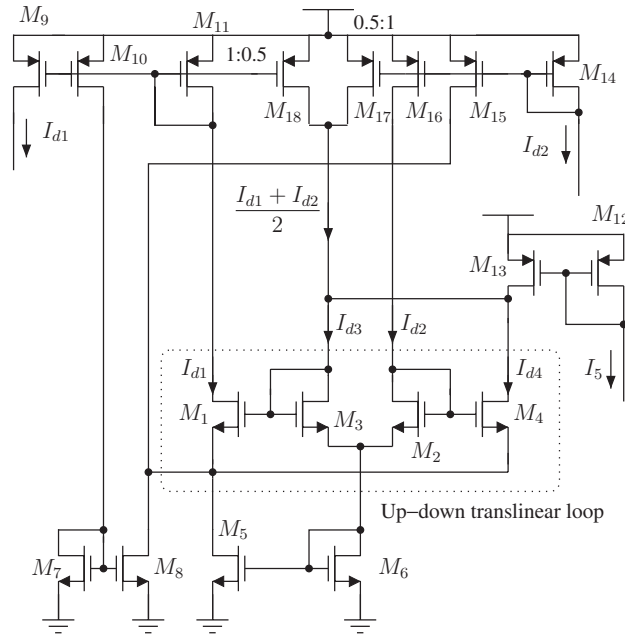 M9
M11
0.5:1
M10
1:0.5
M18
M17
M16
M15
M14
Id1
Id2
Id1 + Id2
2
M12
M13
Id3
Id2
Id1
Id4
I5
M1
M3
M2
M4
Up−down translinear loop
M5
M7
M8
M6